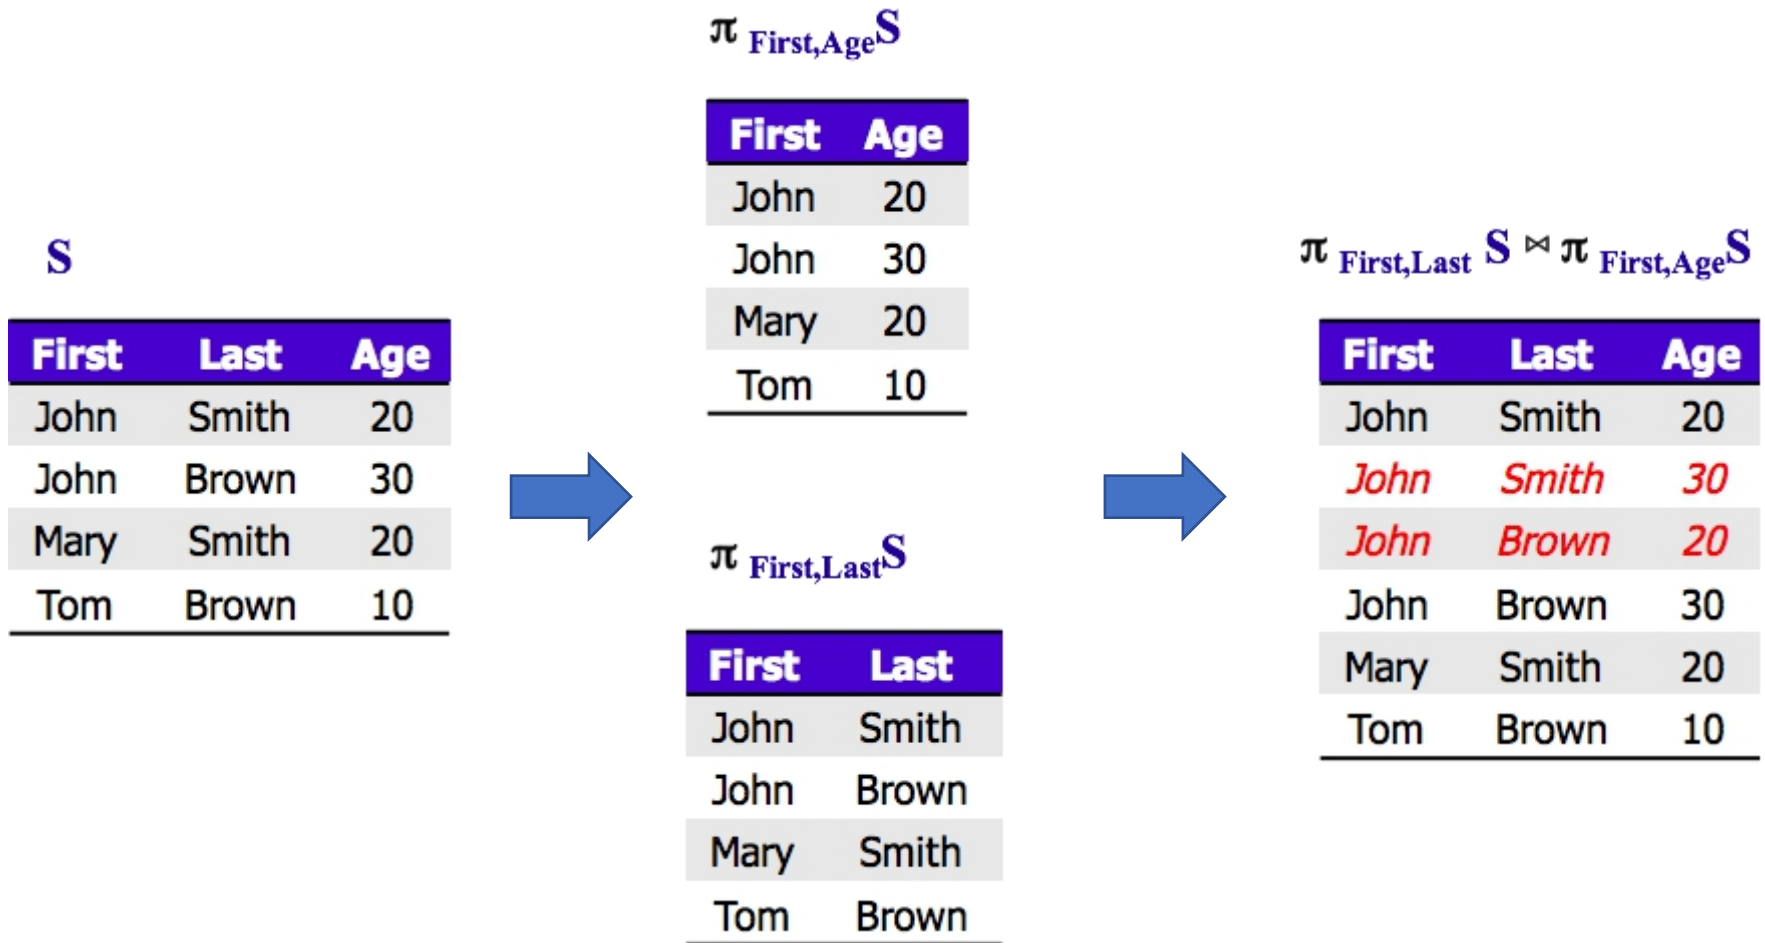 S
First Last Age
John Smith 20
John Brown 30
Mary Smith 20
Tom Brown 10
π First,Age S
First Age
John 20
John 30
Mary 20
Tom 10
π First,Last S
First Last
John Smith
John Brown
Mary Smith
Tom Brown
π First,Last S ⋈ π First,Age S
First Last Age
John Smith 20
John Smith 30
John Brown 20
John Brown 30
Mary Smith 20
Tom Brown 10